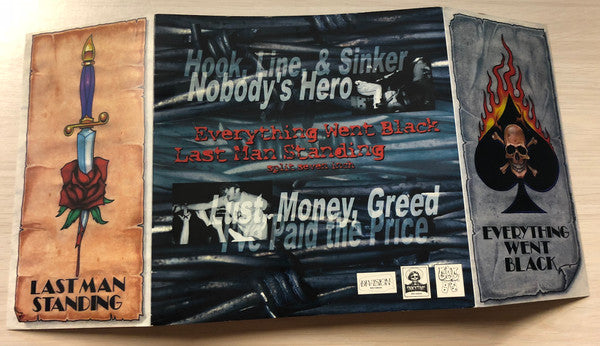 LAST MAN
STANDING
Hook, Line, & Sinker
Nobody's Hero
Everything Went Black
Last Man Standing
split seven inch
Lust, Money, Greed
I've Paid the Price
DIVISION
EVERYTHING
WENT
BLACK